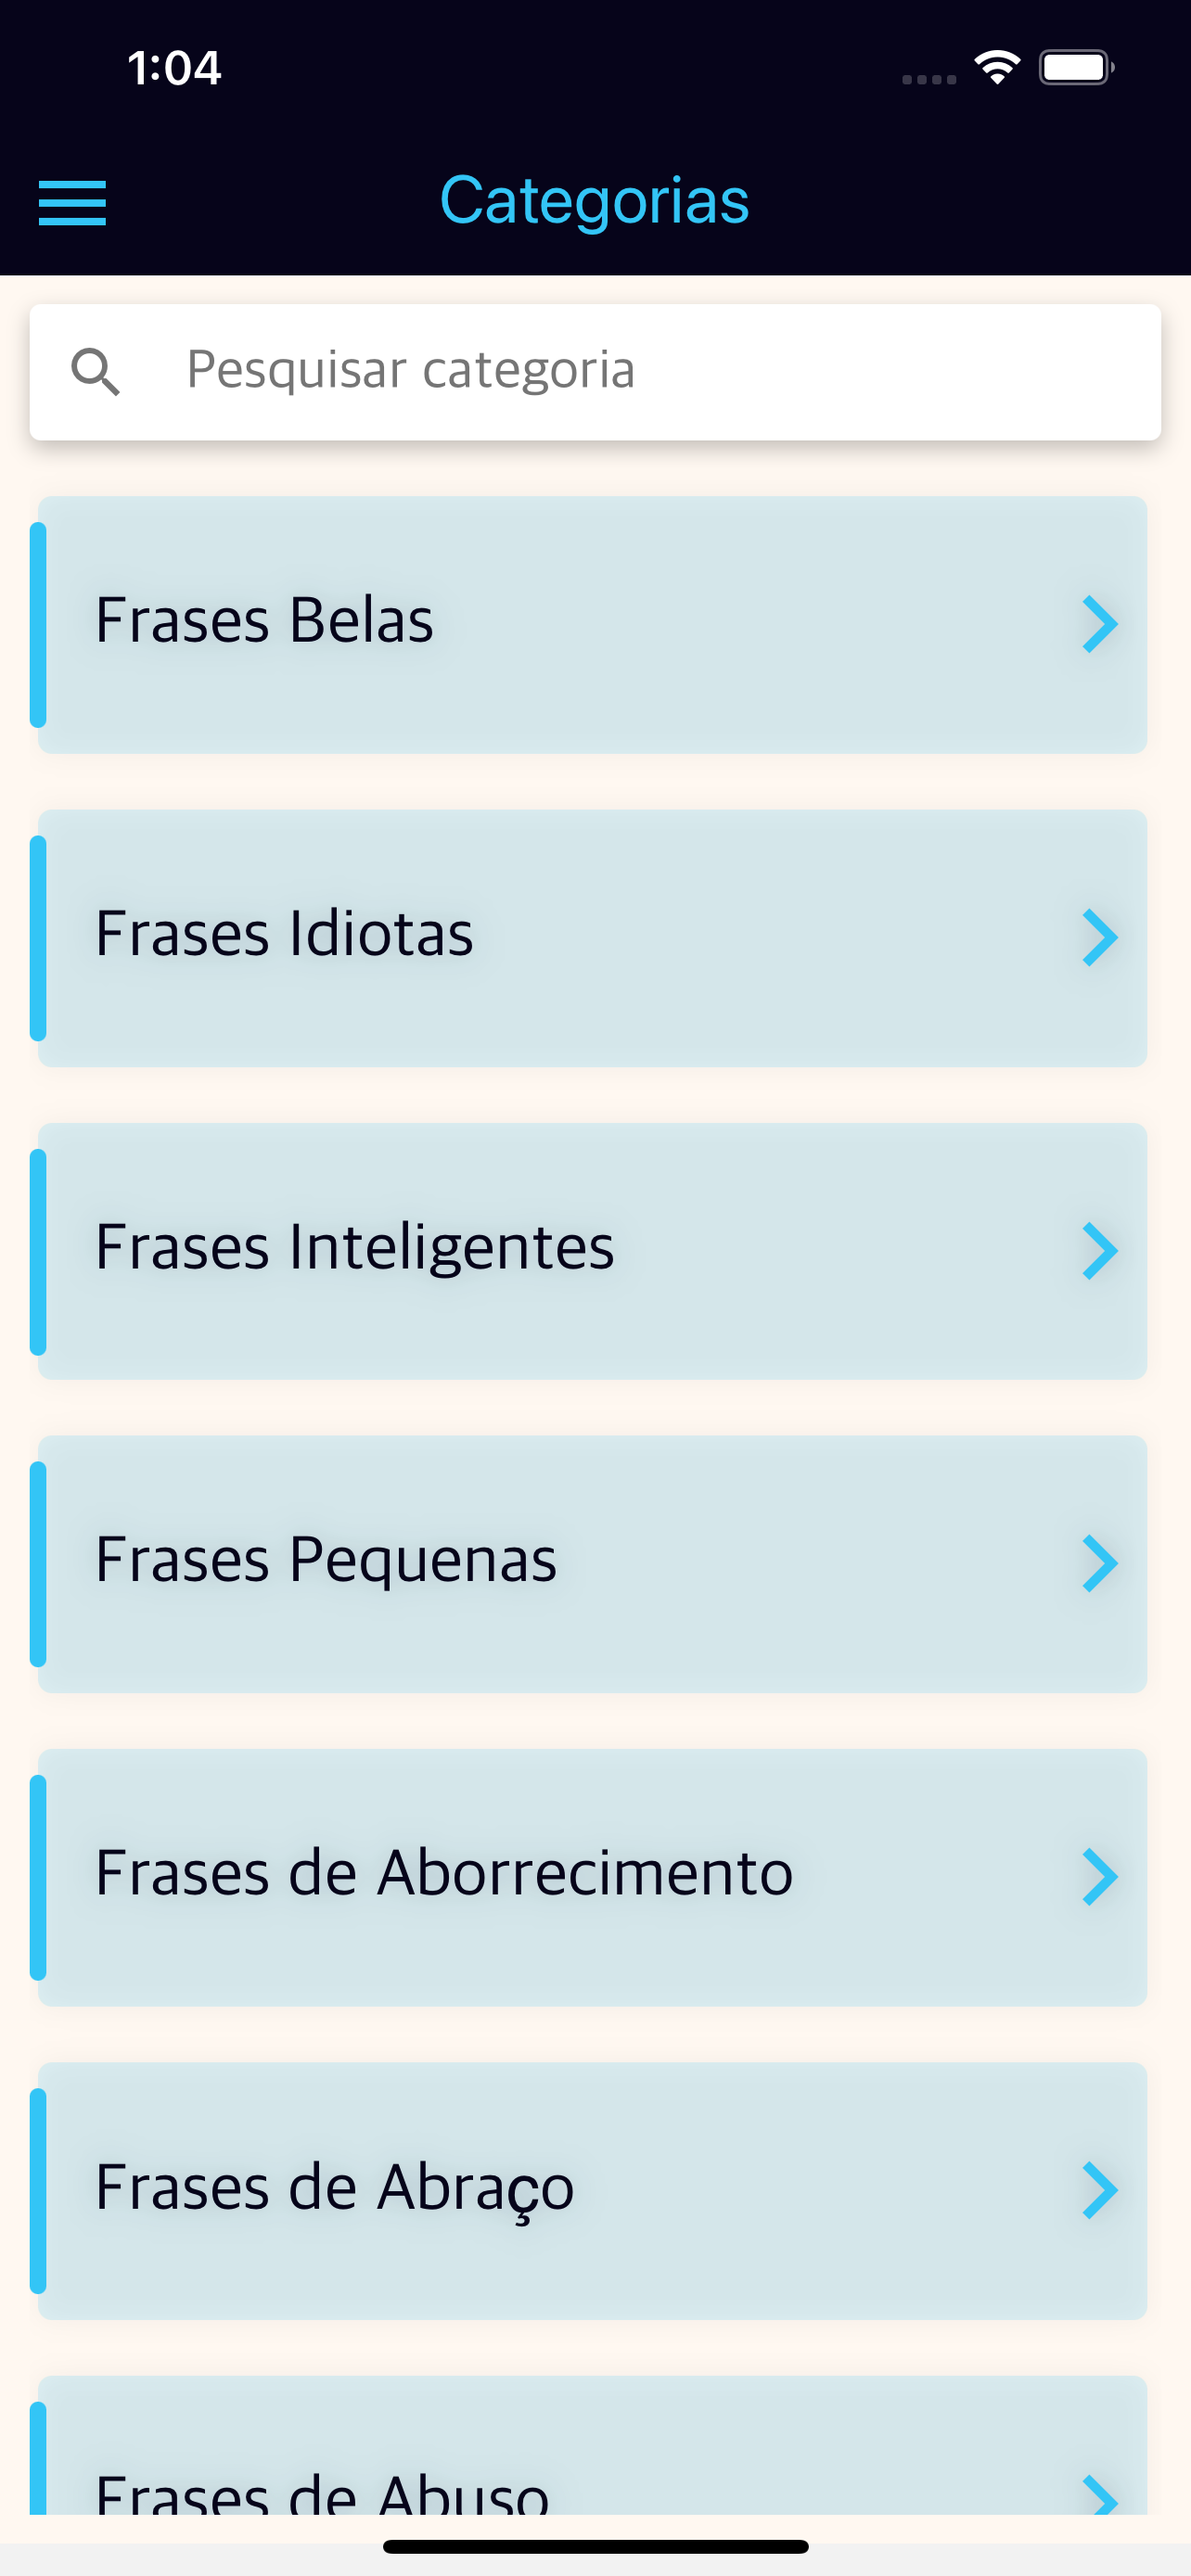 1:04
Categorias
Pesquisar categoria
Frases Belas
Frases Idiotas
Frases Inteligentes
Frases Pequenas
Frases de Aborrecimento
Frases de Abraço
Frases de Abuso